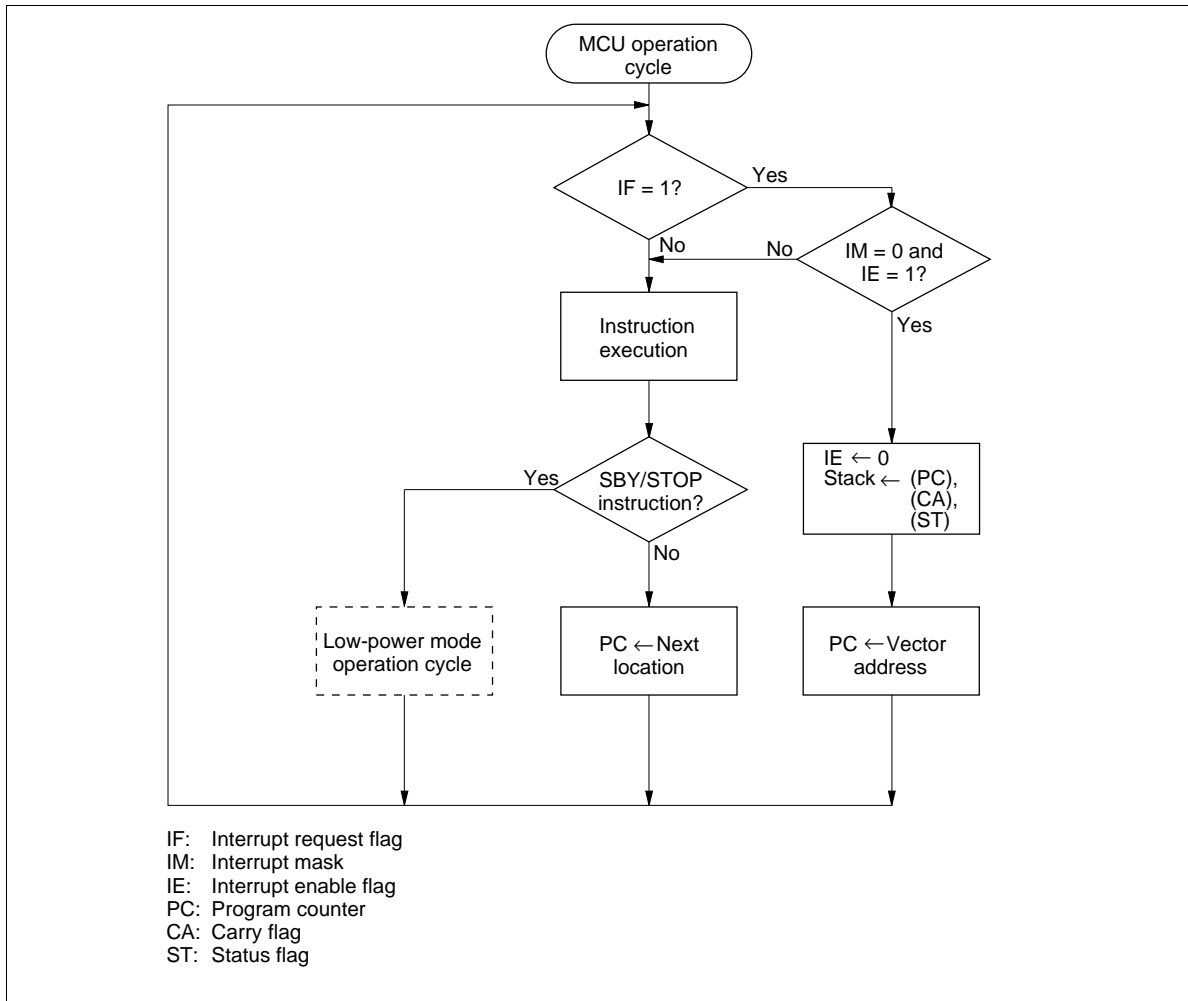 MCU operation
cycle
IF = 1?
Yes
No
No
IM = 0 and
IE = 1?
Yes
Instruction
execution
SBY/STOP
instruction?
Yes
No
IE ← 0
Stack ← (PC),
(CA),
(ST)
Low-power mode
operation cycle
PC ← Next
location
PC ← Vector
address
IF: Interrupt request flag
IM: Interrupt mask
IE: Interrupt enable flag
PC: Program counter
CA: Carry flag
ST: Status flag